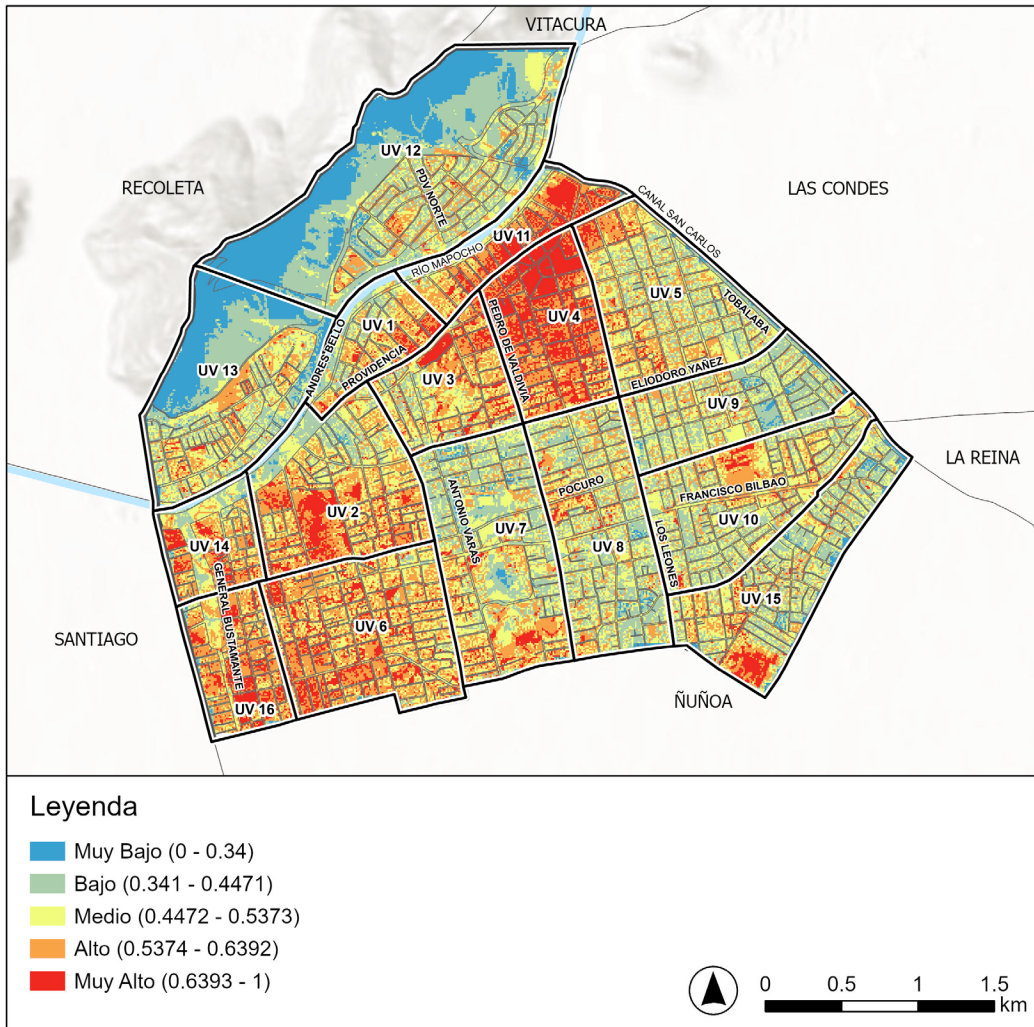 VITACURA
UV 12
RECOLETA
LAS CONDES
PDV NORTE
CANAL SAN CARLOS
UV 11
RÍO MAPOCHO
UV 5
TOBALABA
UV 1
UV 4
ANDRES BELLO
PEDRO DE VALDIVIA
PROVIDENCIA
UV 13
UV 3
ELIODORO YAÑEZ
UV 9
LA REINA
POCURO
FRANCISCO BILBAO
ANTONIO VARAS
UV 2
UV 10
UV 7
UV 14
UV 8
LOS LEONES
GENERAL BUSTAMANTE
UV 15
SANTIAGO
UV 6
ÑUÑOA
UV 16
Leyenda
Muy Bajo (0 - 0.34)
Bajo (0.341 - 0.4471)
Medio (0.4472 - 0.5373)
Alto (0.5374 - 0.6392)
Muy Alto (0.6393 - 1)
0 0.5 1 1.5
km